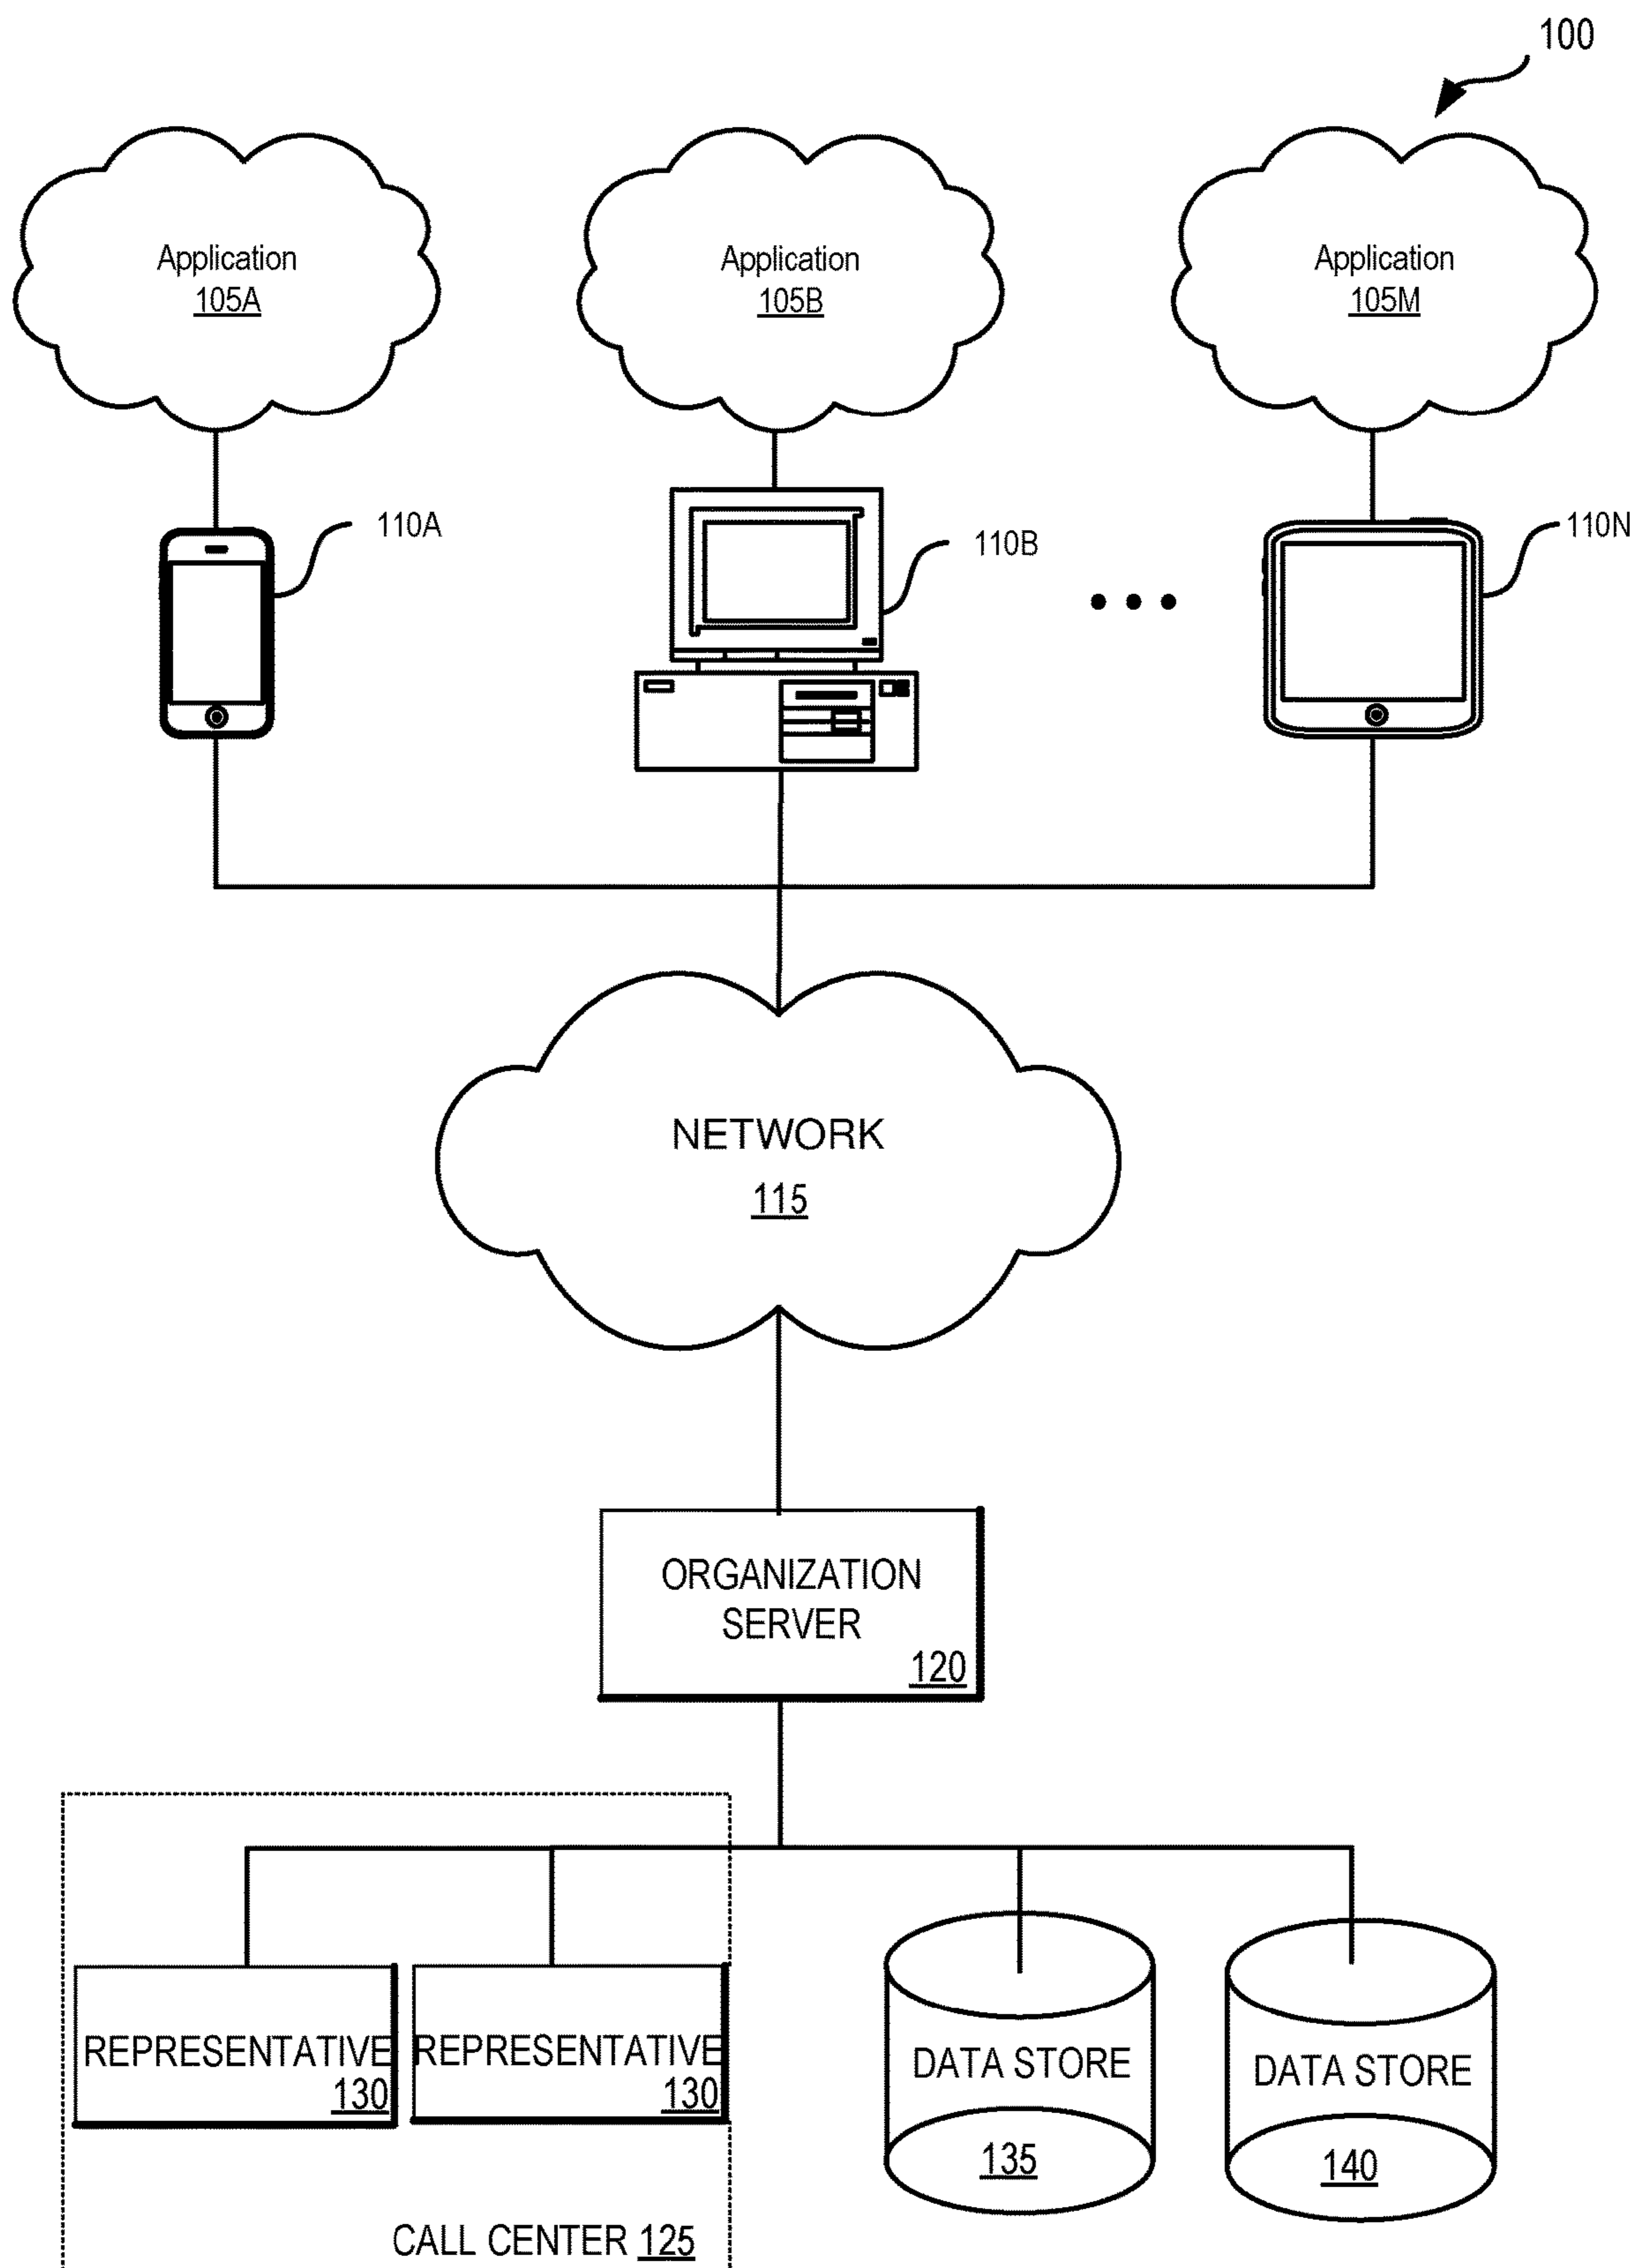 100
Application
105A
Application
105B
Application
105M
110A
110B
110N
NETWORK
115
ORGANIZATION
SERVER
120
REPRESENTATIVE
130
REPRESENTATIVE
130
DATA STORE
135
DATA STORE
140
CALL CENTER 125